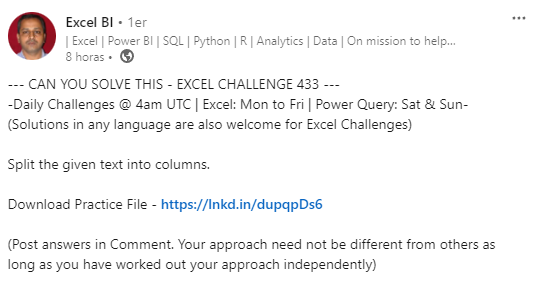 Excel BI • 1er
| Excel | Power BI | SQL | Python | R | Analytics | Data | On mission to help...
8 horas •
--- CAN YOU SOLVE THIS - EXCEL CHALLENGE 433 ---
-Daily Challenges @ 4am UTC | Excel: Mon to Fri | Power Query: Sat & Sun-
(Solutions in any language are also welcome for Excel Challenges)
Split the given text into columns.
Download Practice File - https://lnkd.in/dupqpDs6
(Post answers in Comment. Your approach need not be different from others as
long as you have worked out your approach independently)